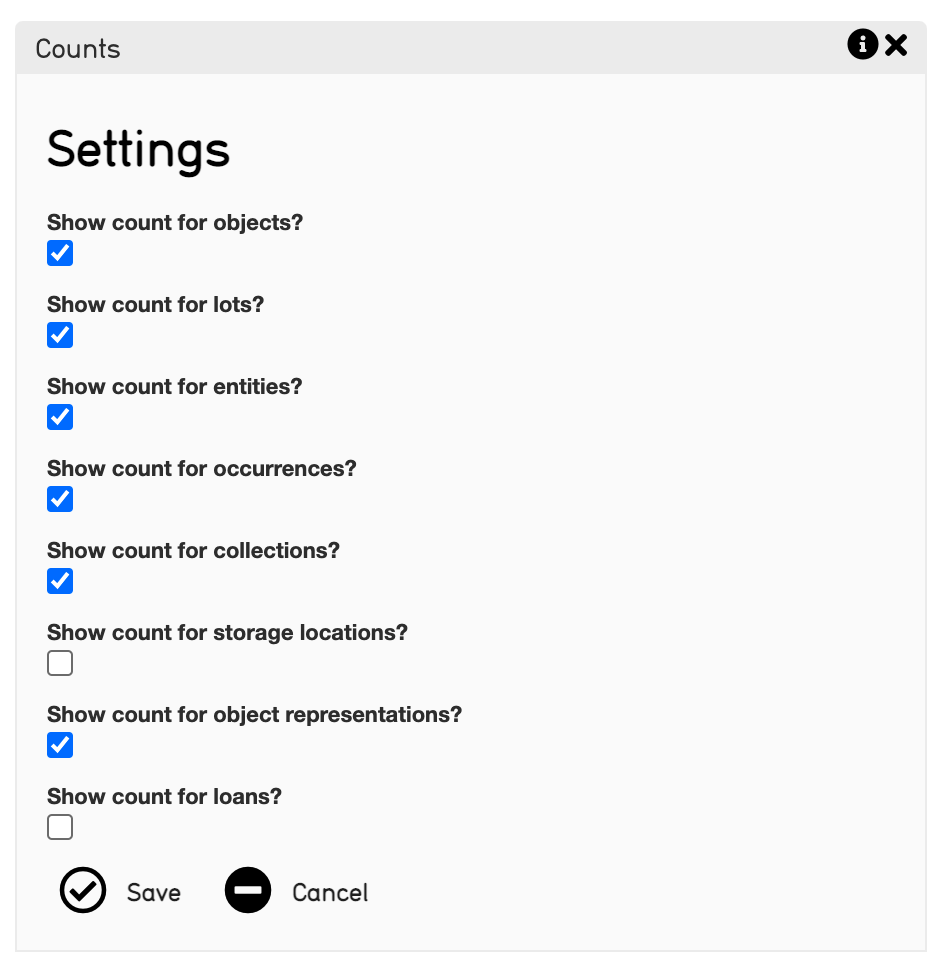 Counts
Settings
Show count for objects?
Show count for lots?
Show count for entities?
Show count for occurrences?
Show count for collections?
Show count for storage locations?
Show count for object representations?
Show count for loans?
Save Cancel